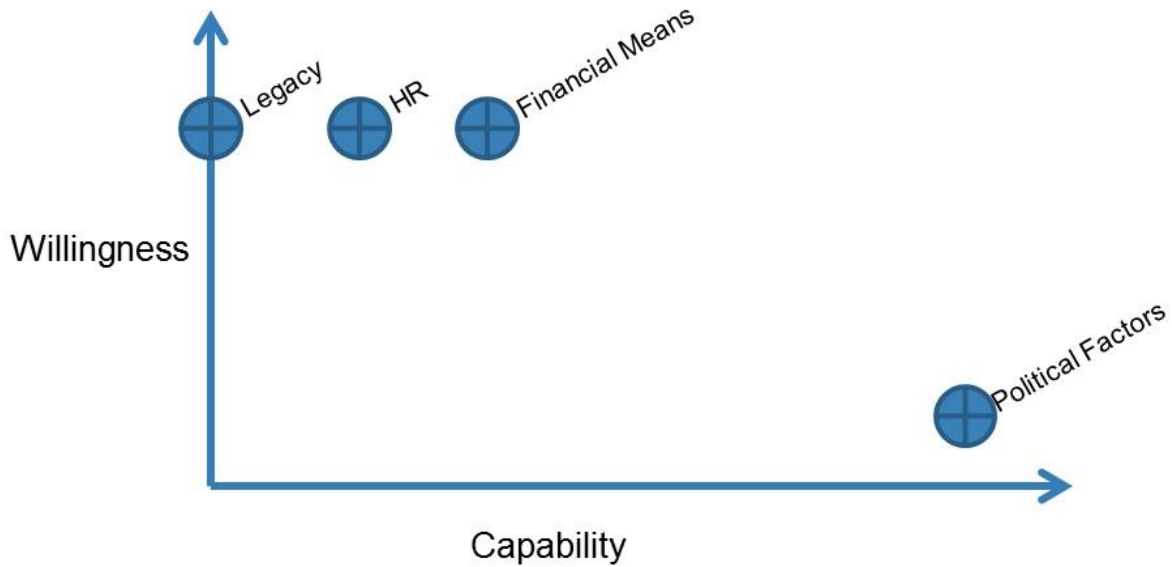 Legacy
HR
Financial Means
Willingness
Political Factors
Capability